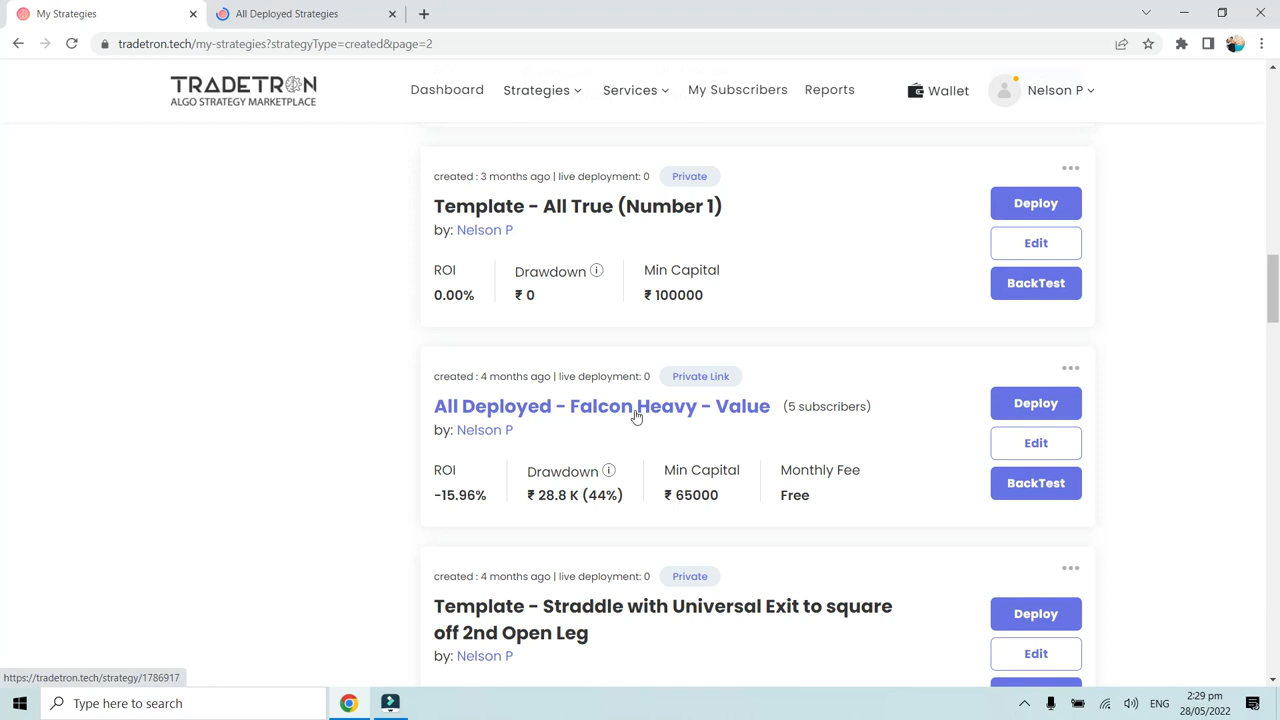 My Strategies
All Deployed Strategies
tradetron.tech/my-strategies?strategyType=created&page=2
TRADETRON
ALGO STRATEGY MARKETPLACE
Dashboard
Strategies
Services
My Subscribers
Reports
Wallet
Nelson P
created : 3 months ago | live deployment: 0
Private
Template - All True (Number 1)
by: Nelson P
ROI
Drawdown
Min Capital
0.00%
₹ 0
₹ 100000
Deploy
Edit
BackTest
created : 4 months ago | live deployment: 0
Private Link
All Deployed - Falcon Heavy - Value
(5 subscribers)
by: Nelson P
ROI
Drawdown
Min Capital
Monthly Fee
-15.96%
₹ 28.8 K (44%)
₹ 65000
Free
Deploy
Edit
BackTest
created : 4 months ago | live deployment: 0
Private
Template - Straddle with Universal Exit to square
off 2nd Open Leg
by: Nelson P
Deploy
Edit
https://tradetron.tech/strategy/1786917
Type here to search
ENG
2:29 pm
28/05/2022